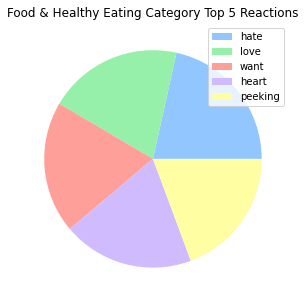 Food & Healthy Eating Category Top 5 Reactions
hate
love
want
heart
peeking